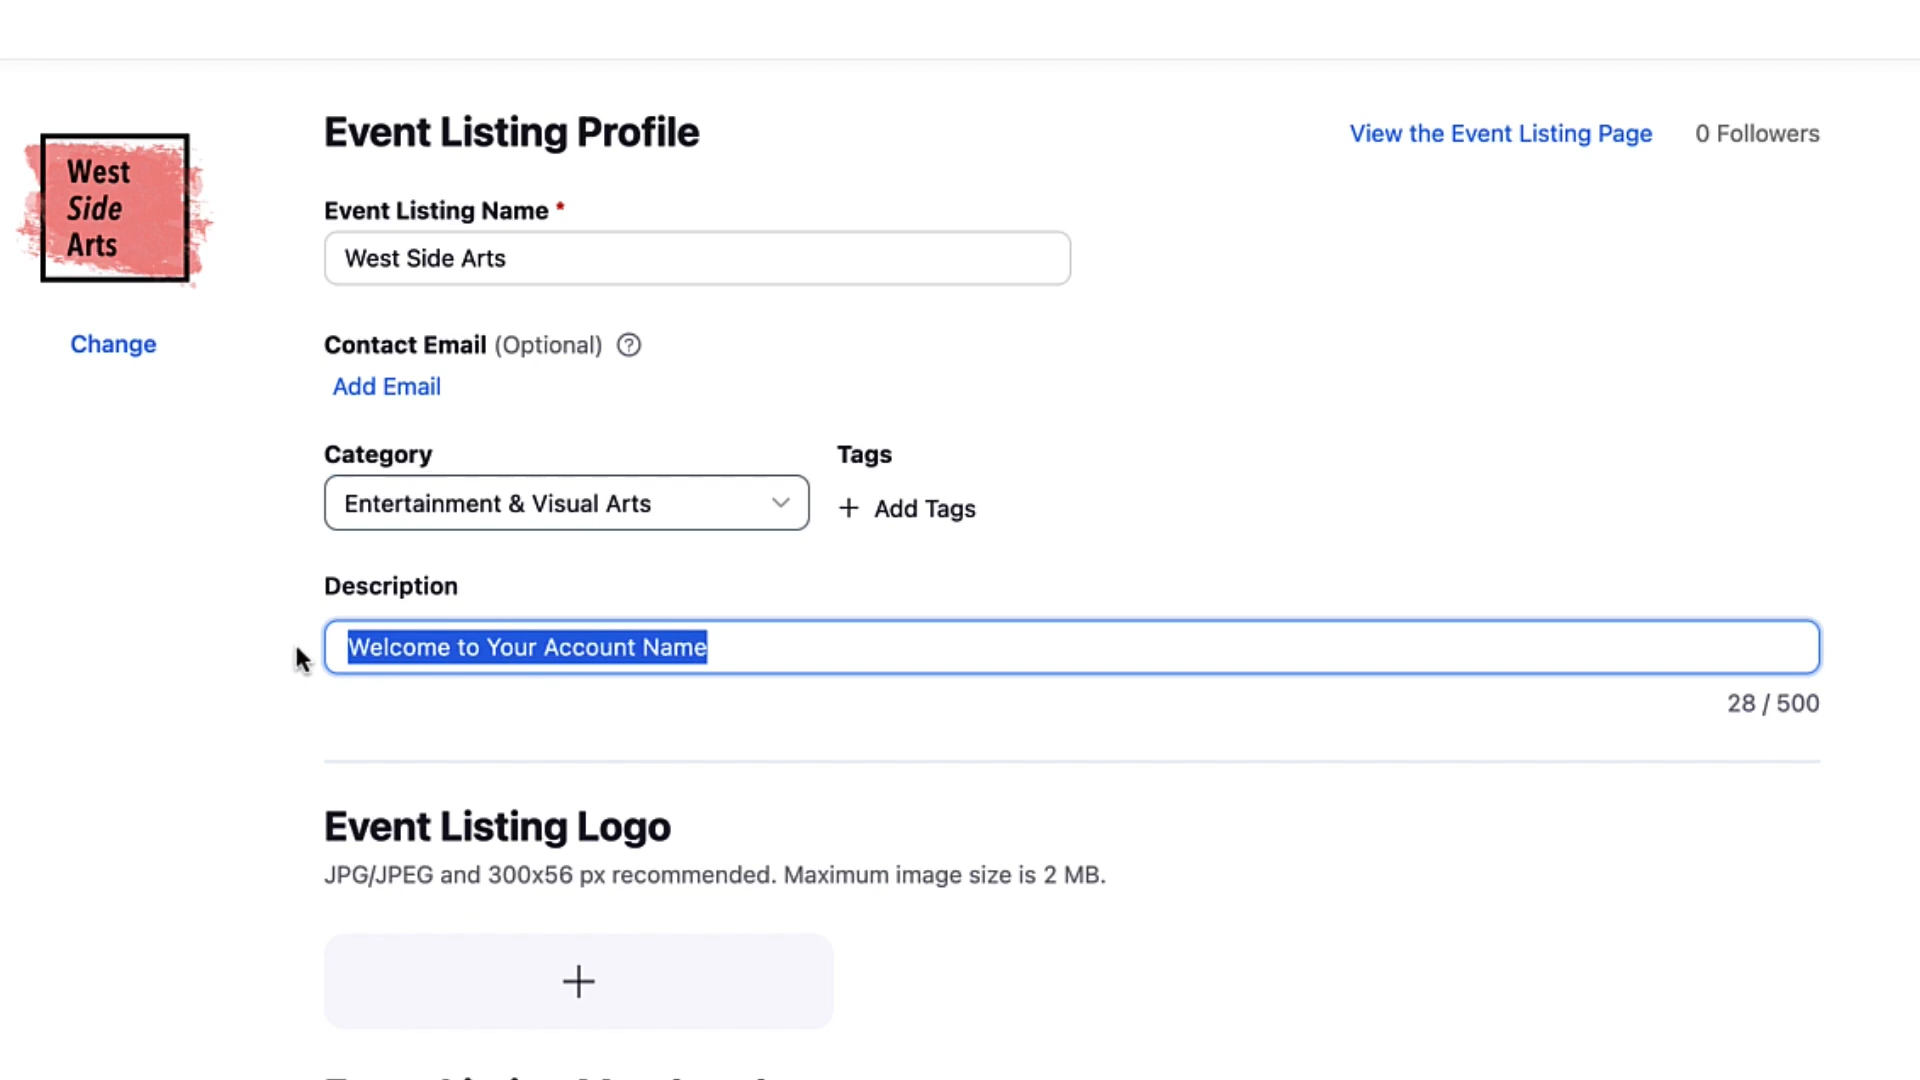 West
Side
Arts
Change
Event Listing Profile
View the Event Listing Page
0 Followers
Event Listing Name *
West Side Arts
Contact Email (Optional) ?
Add Email
Category
Tags
Entertainment & Visual Arts
+ Add Tags
Description
Welcome to Your Account Name
28 / 500
Event Listing Logo
JPG/JPEG and 300x56 px recommended. Maximum image size is 2 MB.
+